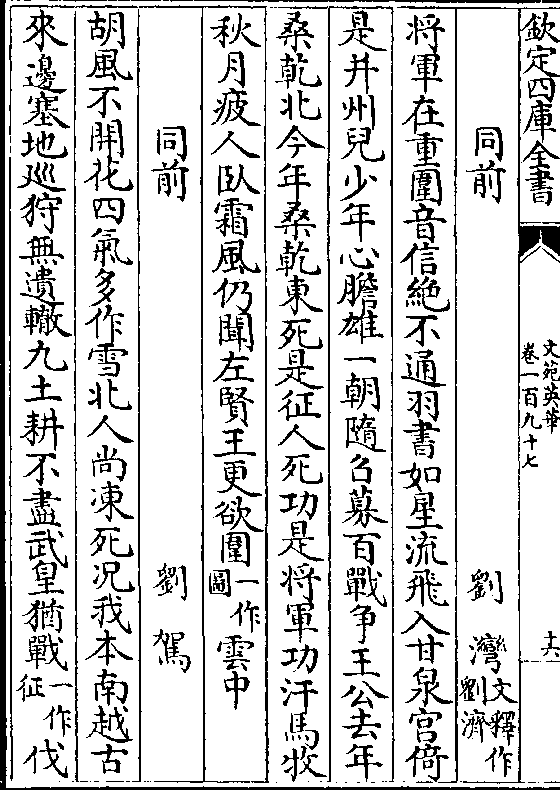 欽定四庫全書
文苑英華
卷一百九十七
十六
同前 劉灣文釋作劉濟
將軍在重圍音信絶不通羽書如星流飛入甘泉宮倚
是并州兒少年心膽雄一朝隨召募百戰争王公去年
桑乾北今年桑乾東死是征人死功是將軍功汗馬牧
秋月疲人臥霜風仍聞左賢王更欲圍一作圖雲中
同前 劉駕
胡風不開花四氣多作雪北人尚凍死况我本南越古
來邊塞地巡狩無遺轍九土耕不盡武皇猶戰一作征伐